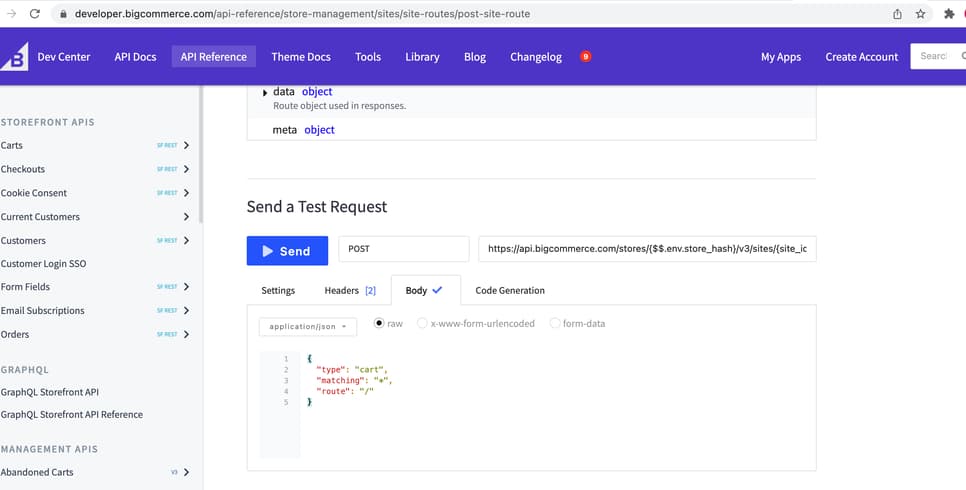 developer.bigcommerce.com/api-reference/store-management/sites/site-routes/post-site-route
B Dev Center API Docs API Reference Theme Docs Tools Library Blog Changelog 9 My Apps Create Account Searc
STOREFRONT APIS
Carts SF REST
Checkouts SF REST
Cookie Consent SF REST
Current Customers
Customers SF REST
Customer Login SSO
Form Fields SF REST
Email Subscriptions SF REST
Orders SF REST
GRAPHQL
GraphQL Storefront API
GraphQL Storefront API Reference
MANAGEMENT APIS
Abandoned Carts V3
data object
Route object used in responses.
meta object
Send a Test Request
Send POST https://api.bigcommerce.com/stores/{$$.env.store_hash}/v3/sites/{site_ic
Settings Headers [2] Body Code Generation
application/json raw x-www-form-urlencoded form-data
1 {
2 "type": "cart",
3 "matching": "*",
4 "route": "/"
5 }